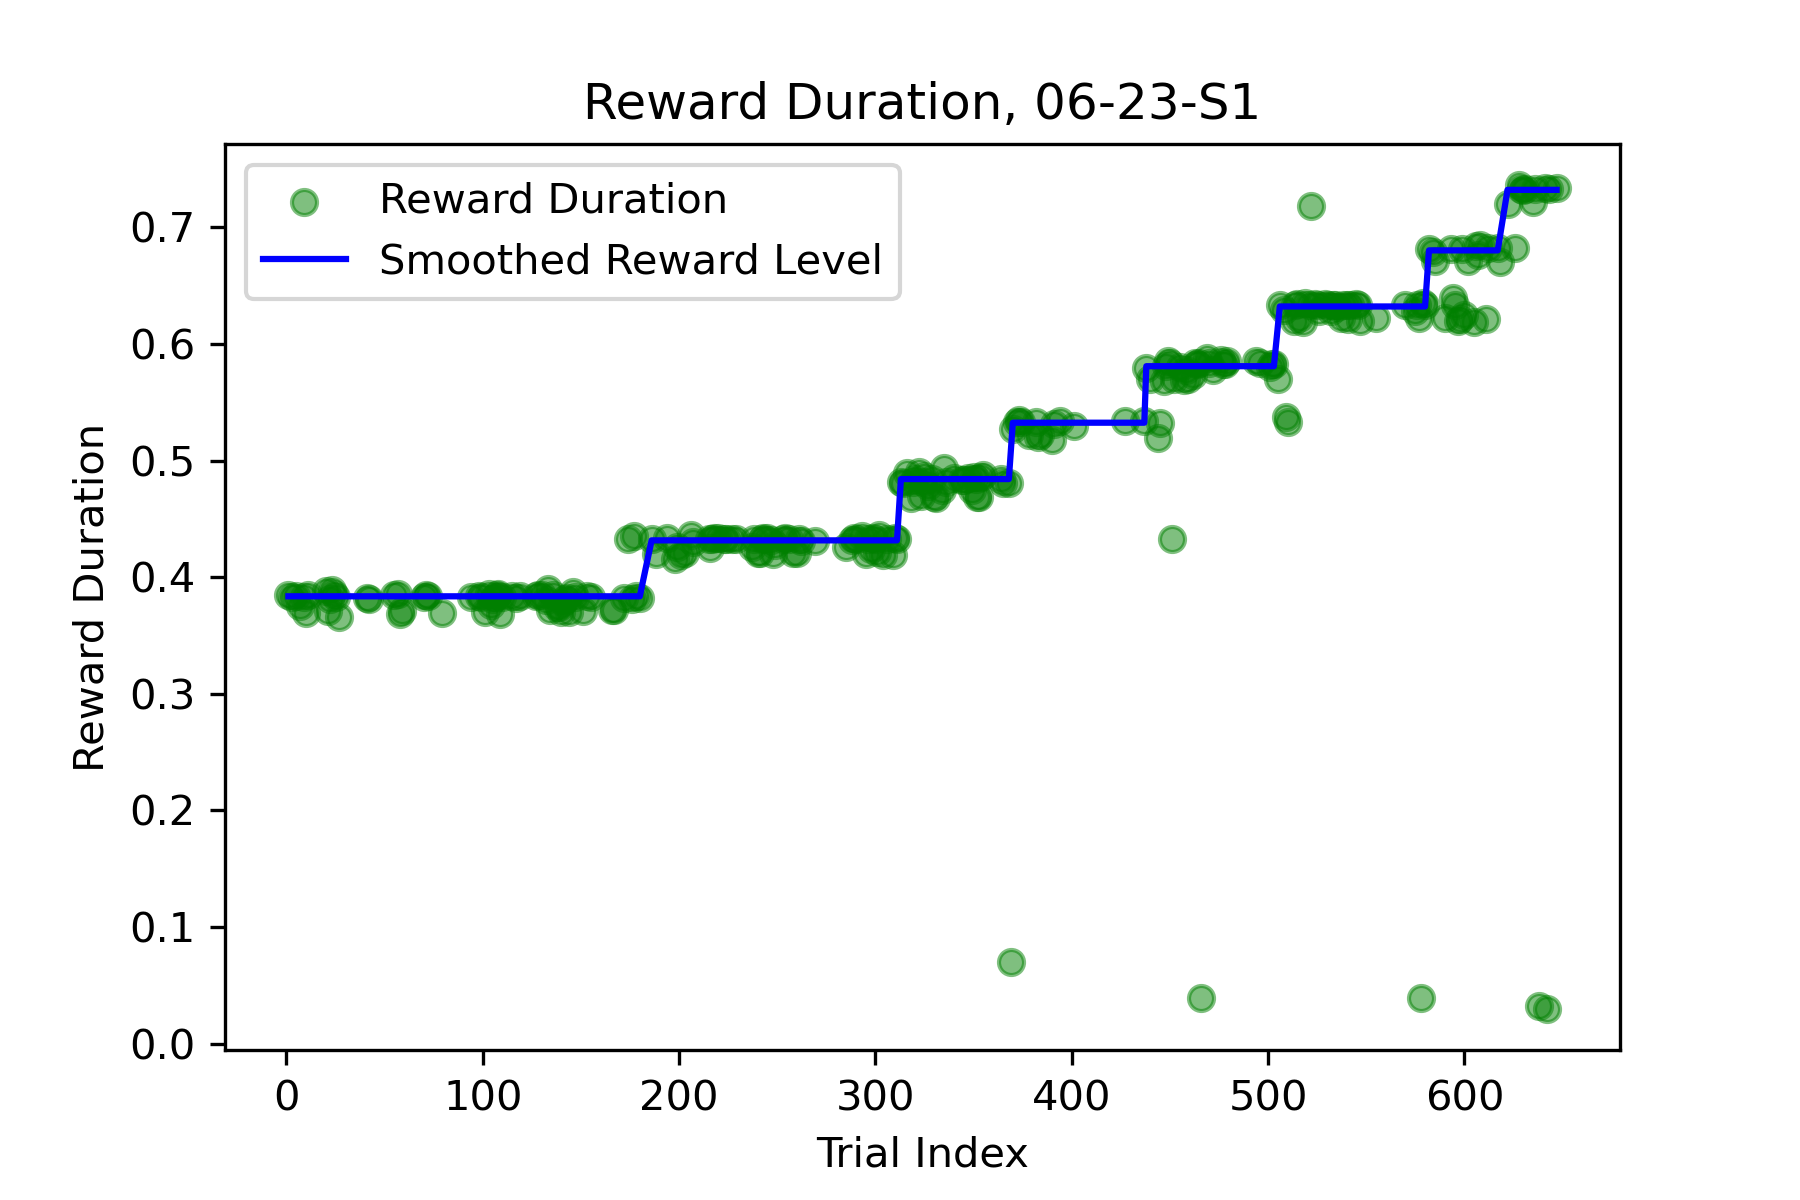 Reward Duration, 06-23-S1
Reward Duration
Smoothed Reward Level
0.7
0.6
0.5
0.4
0.3
0.2
0.1
0.0
Reward Duration
0 100 200 300 400 500 600
Trial Index